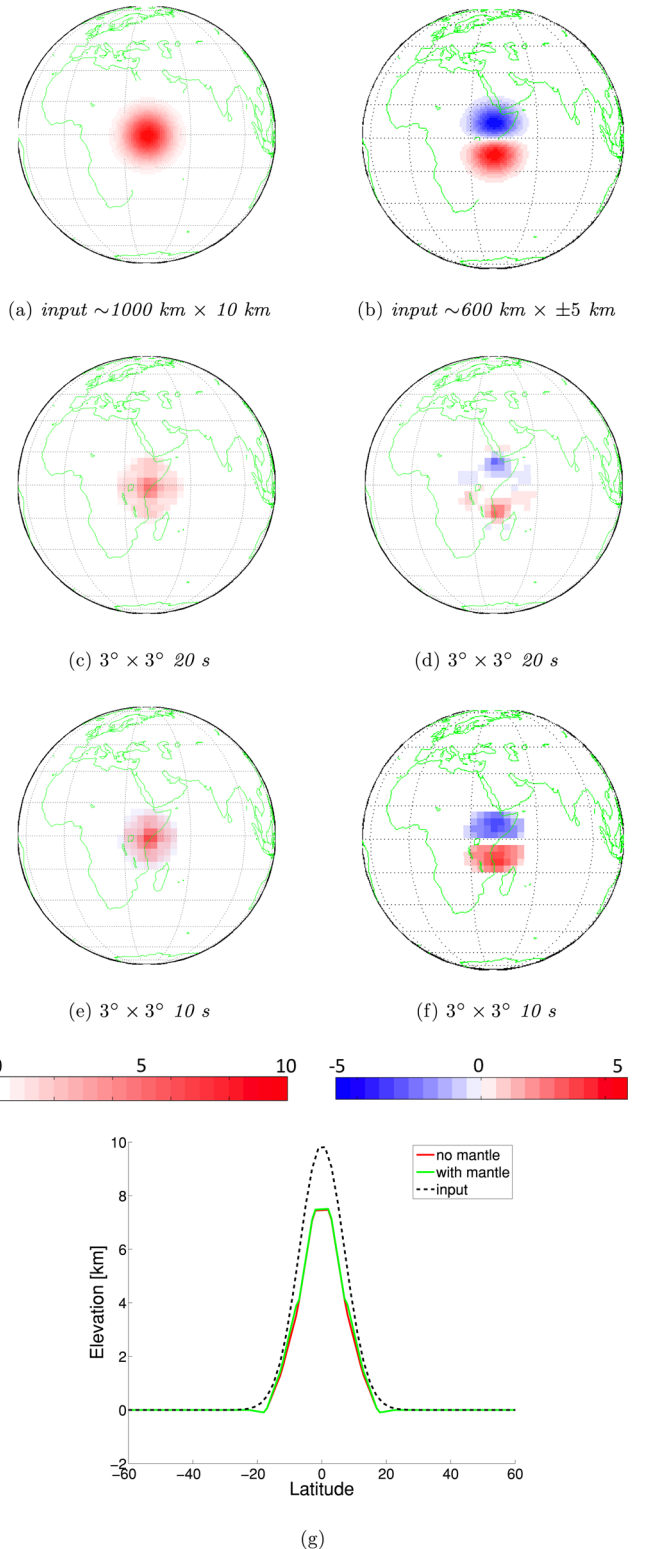 (a) input ~1000 km × 10 km
(b) input ~600 km × ±5 km
(c) 3° × 3° 20 s
(d) 3° × 3° 20 s
(e) 3° × 3° 10 s
(f) 3° × 3° 10 s
0 5 10
-5 0 5
10
8
6
4
2
0
−2
no mantle
with mantle
input
Elevation [km]
−60 −40 −20 0 20 40 60
Latitude
(g)